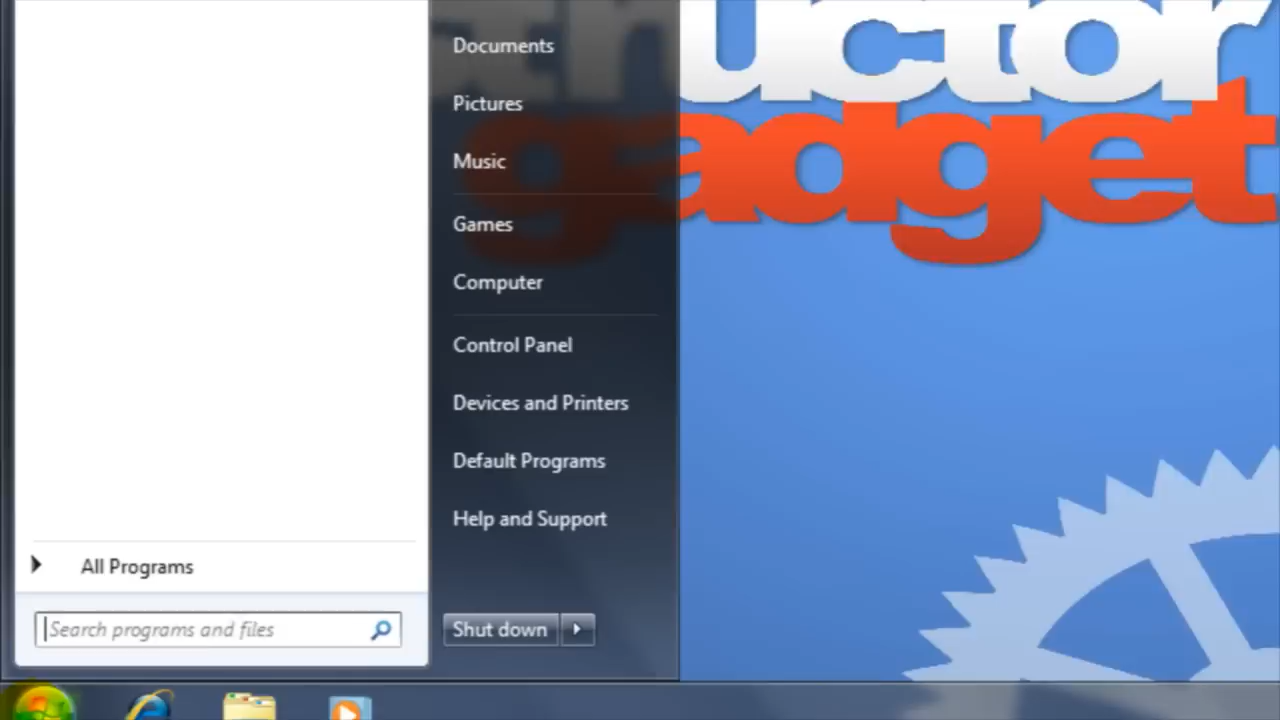 Documents
Pictures
Music
Games
Computer
Control Panel
Devices and Printers
Default Programs
Help and Support
All Programs
Search programs and files
Shut down
uctor
gadget